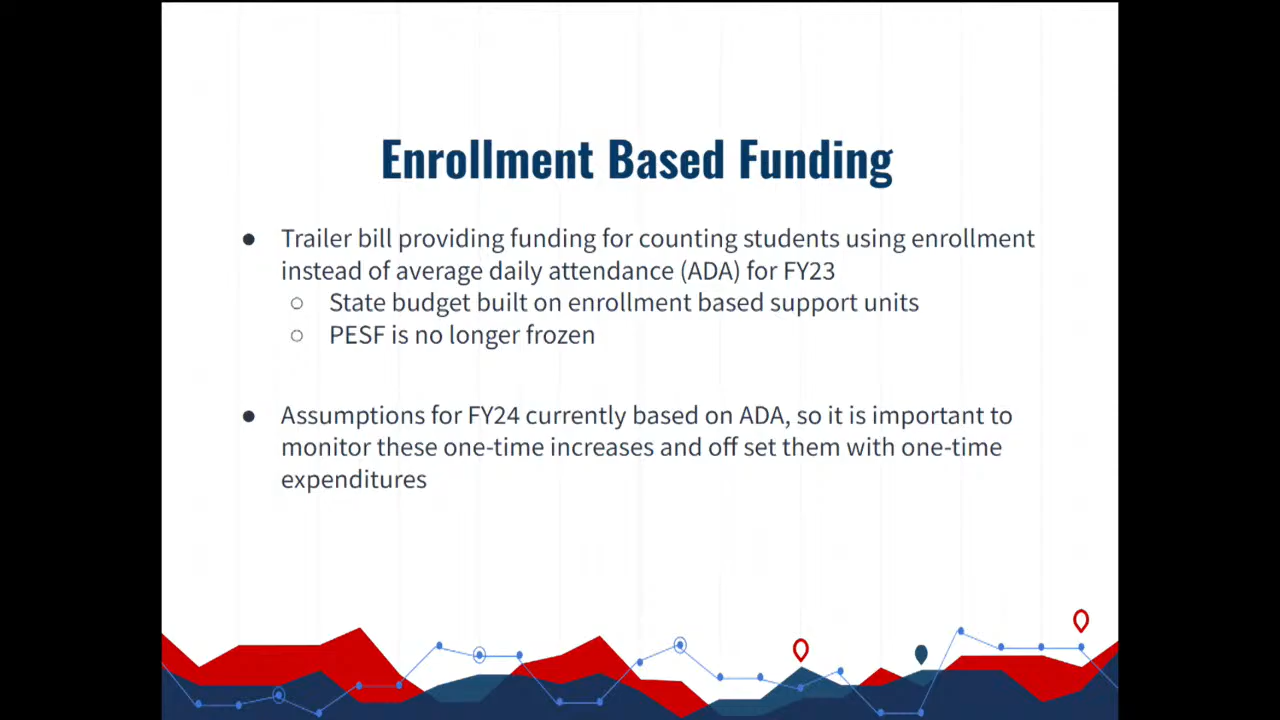 Enrollment Based Funding
● Trailer bill providing funding for counting students using enrollment
instead of average daily attendance (ADA) for FY23
○ State budget built on enrollment based support units
○ PESF is no longer frozen
● Assumptions for FY24 currently based on ADA, so it is important to
monitor these one-time increases and off set them with one-time
expenditures